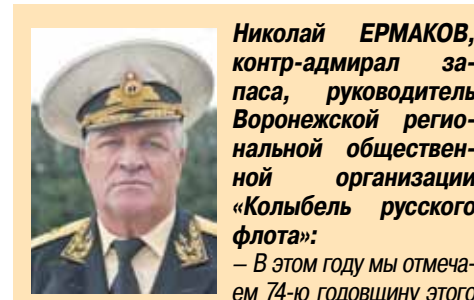 Николай ЕРМАКОВ,
контр-адмирал за-
паса, руководитель
Воронежской регио-
нальной обществен-
ной организации
«Колыбель русского
флота»:
– В этом году мы отмеча-
ем 74-ю годовщину этого